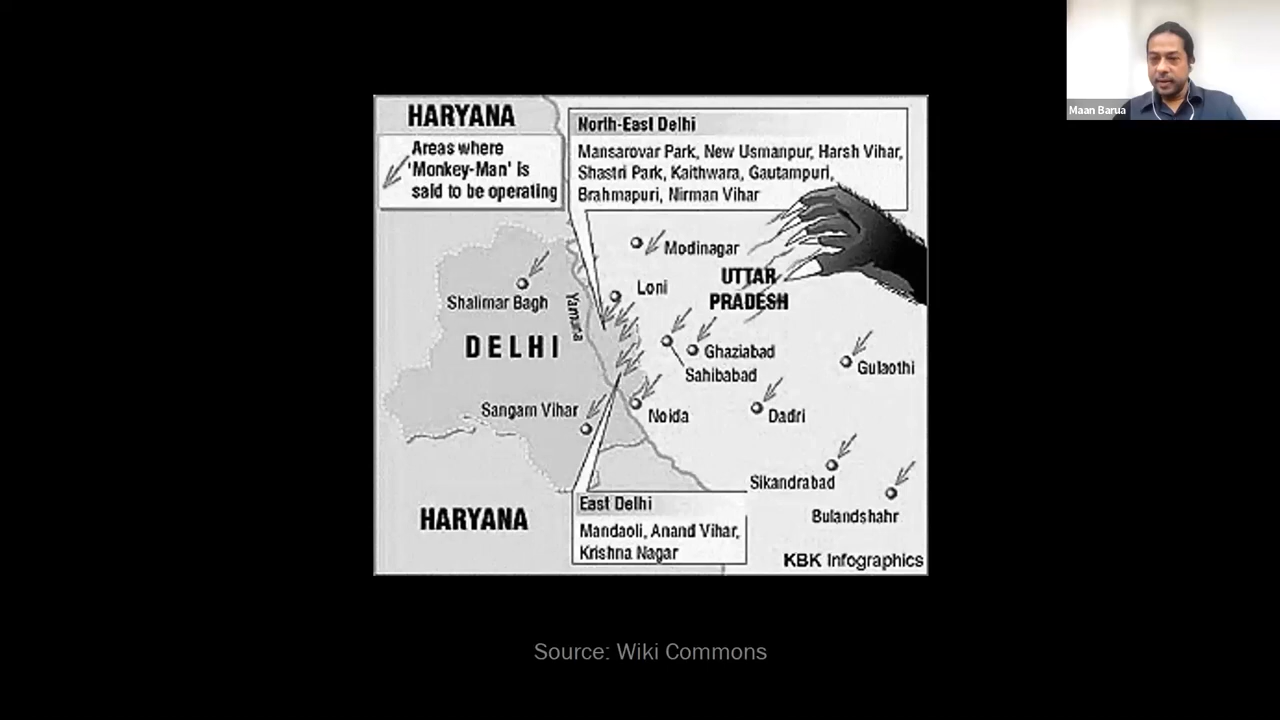 Maan Barua
HARYANA
Areas where
'Monkey-Man' is
said to be operating
North-East Delhi
Mansarovar Park, New Usmanpur, Harsh Vihar,
Shastri Park, Kaithwara, Gautampuri,
Brahmapuri, Nirman Vihar
Modinagar
UTTAR
PRADESH
Loni
Shalimar Bagh
Yamuna
DELHI
Ghaziabad
Sahibabad
Gulaothi
Sangam Vihar
Noida
Dadri
Sikandrabad
Bulandshahr
HARYANA
East Delhi
Mandaoli, Anand Vihar,
Krishna Nagar
KBK Infographics
Source: Wiki Commons